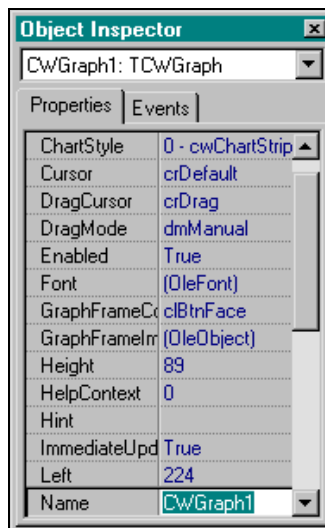 Object Inspector
CWGraph1: TCWGraph
Properties Events
ChartStyle 0 - cwChartStrip
Cursor crDefault
DragCursor crDrag
DragMode dmManual
Enabled True
Font (OleFont)
GraphFrameCo clBtnFace
GraphFrameIm (OleObject)
Height 89
HelpContext 0
Hint
ImmediateUpd True
Left 224
Name CWGraph1